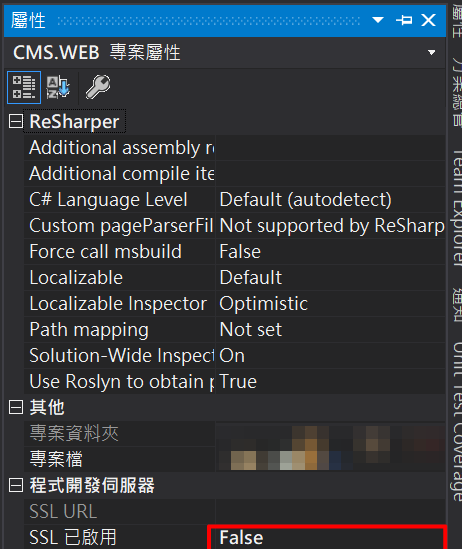 屬性
CMS.WEB 專案屬性
ReSharper
Additional assembly re
Additional compile ite
C# Language Level Default (autodetect)
Custom pageParserFil Not supported by ReSharp
Force call msbuild False
Localizable Default
Localizable Inspector Optimistic
Path mapping Not set
Solution-Wide Inspect On
Use Roslyn to obtain p True
其他
專案資料夾
專案檔
程式開發伺服器
SSL URL
SSL 已啟用 False
屬性
方案總管
Team Explorer
通知
Unit Test Coverage